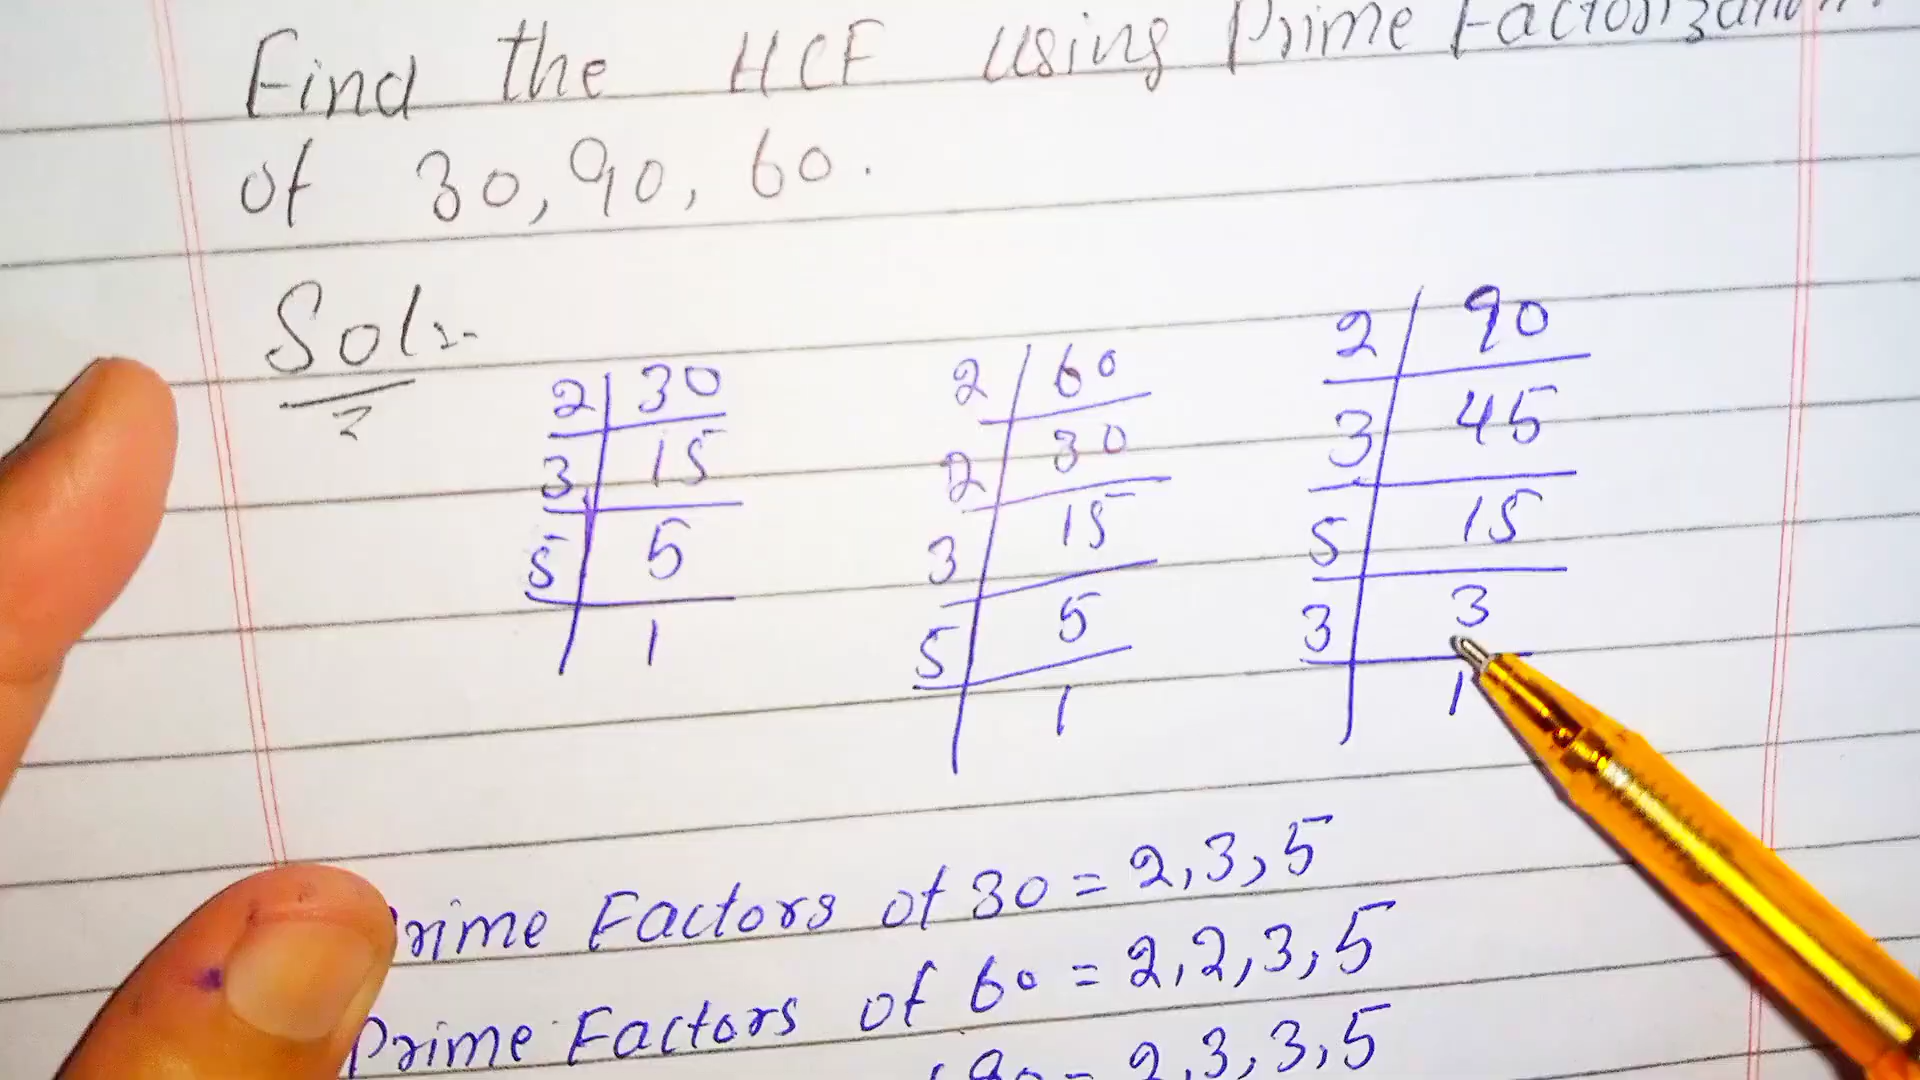 Find the HCF using Prime Factorization.
of 30, 90, 60.
Sol:-
2 30
3 15
5 5
1
2 60
2 30
3 15
5 5
1
2 90
3 45
5 15
3 3
1
Prime Factors of 30 = 2,3,5
Prime Factors of 60 = 2,2,3,5
90 = 2,3,3,5